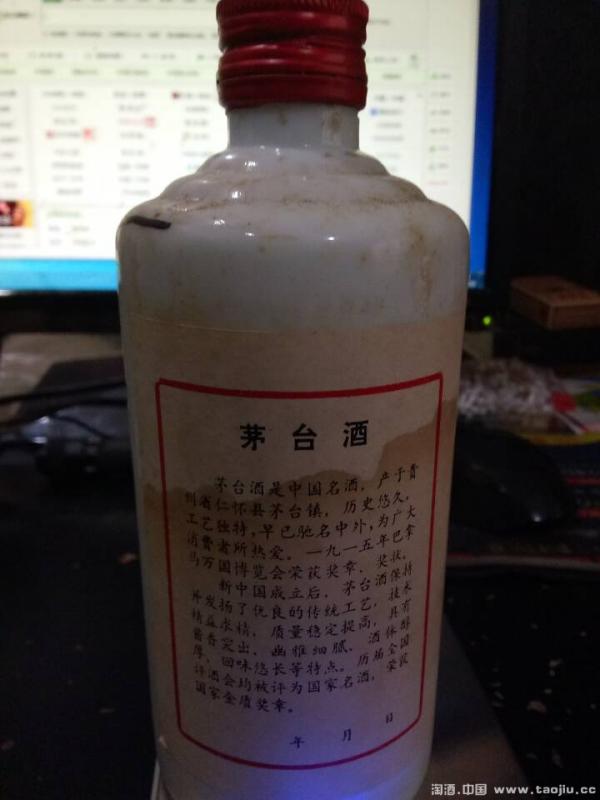 茅台酒
茅台酒是中国名酒，产于贵
州省仁怀县茅台镇，历史悠久，
工艺独特，早已驰名中外，为广大
消费者所热爱。一九一五年巴拿
马万国博览会荣获奖章、奖状。
新中国成立后，茅台酒保持
并发扬了优良的传统工艺，技术
精益求精，质量稳定提高，具有
酱香突出、幽雅细腻、酒体醇
厚、回味悠长等特点。历届全国
评酒会均被评为国家名酒，荣获
国家金质奖章。
年 月 日
淘酒.中国 www.taojiu.cc